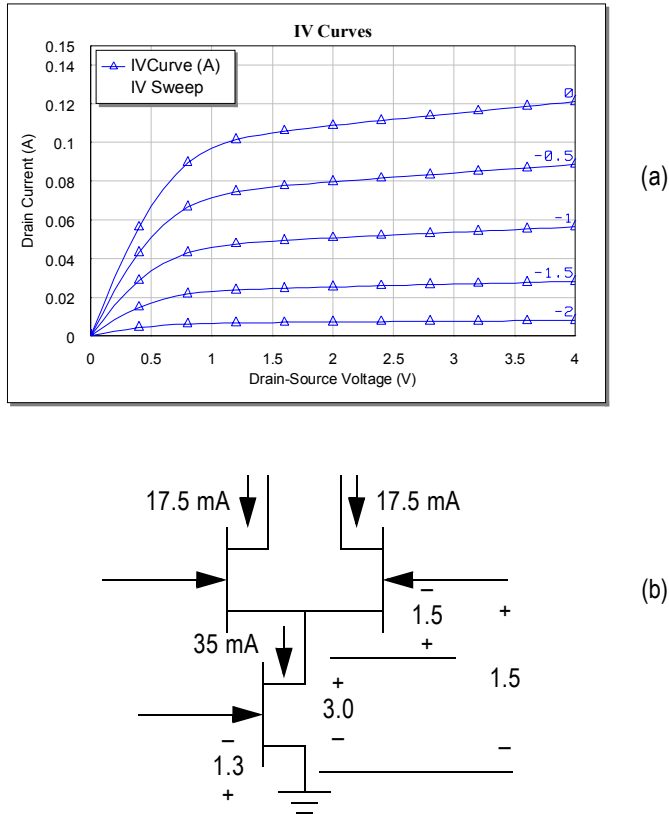 IV Curves
0.15
0.14
0.12
0.1
0.08
0.06
0.04
0.02
0
Drain Current (A)
IVCurve (A)
IV Sweep
0
-0.5
-1
-1.5
-2
0 0.5 1 1.5 2 2.5 3 3.5 4
Drain-Source Voltage (V)
(a)
17.5 mA 17.5 mA
(b)
–
1.5 +
+
35 mA
+
1.5
3.0
–
– –
1.3
+